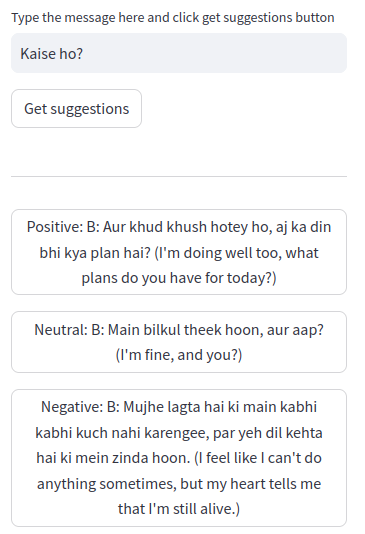 Type the message here and click get suggestions button
Kaise ho?
Get suggestions
Positive: B: Aur khud khush hotey ho, aj ka din
bhi kya plan hai? (I'm doing well too, what
plans do you have for today?)
Neutral: B: Main bilkul theek hoon, aur aap?
(I'm fine, and you?)
Negative: B: Mujhe lagta hai ki main kabhi
kabhi kuch nahi karengee, par yeh dil kehta
hai ki mein zinda hoon. (I feel like I can't do
anything sometimes, but my heart tells me
that I'm still alive.)